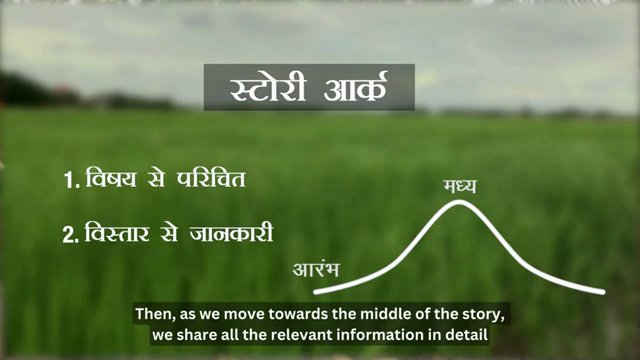 स्टोरी आर्क
1. विषय से परिचित
2. विस्तार से जानकारी
मध्य
आरंभ
Then, as we move towards the middle of the story,
we share all the relevant information in detail